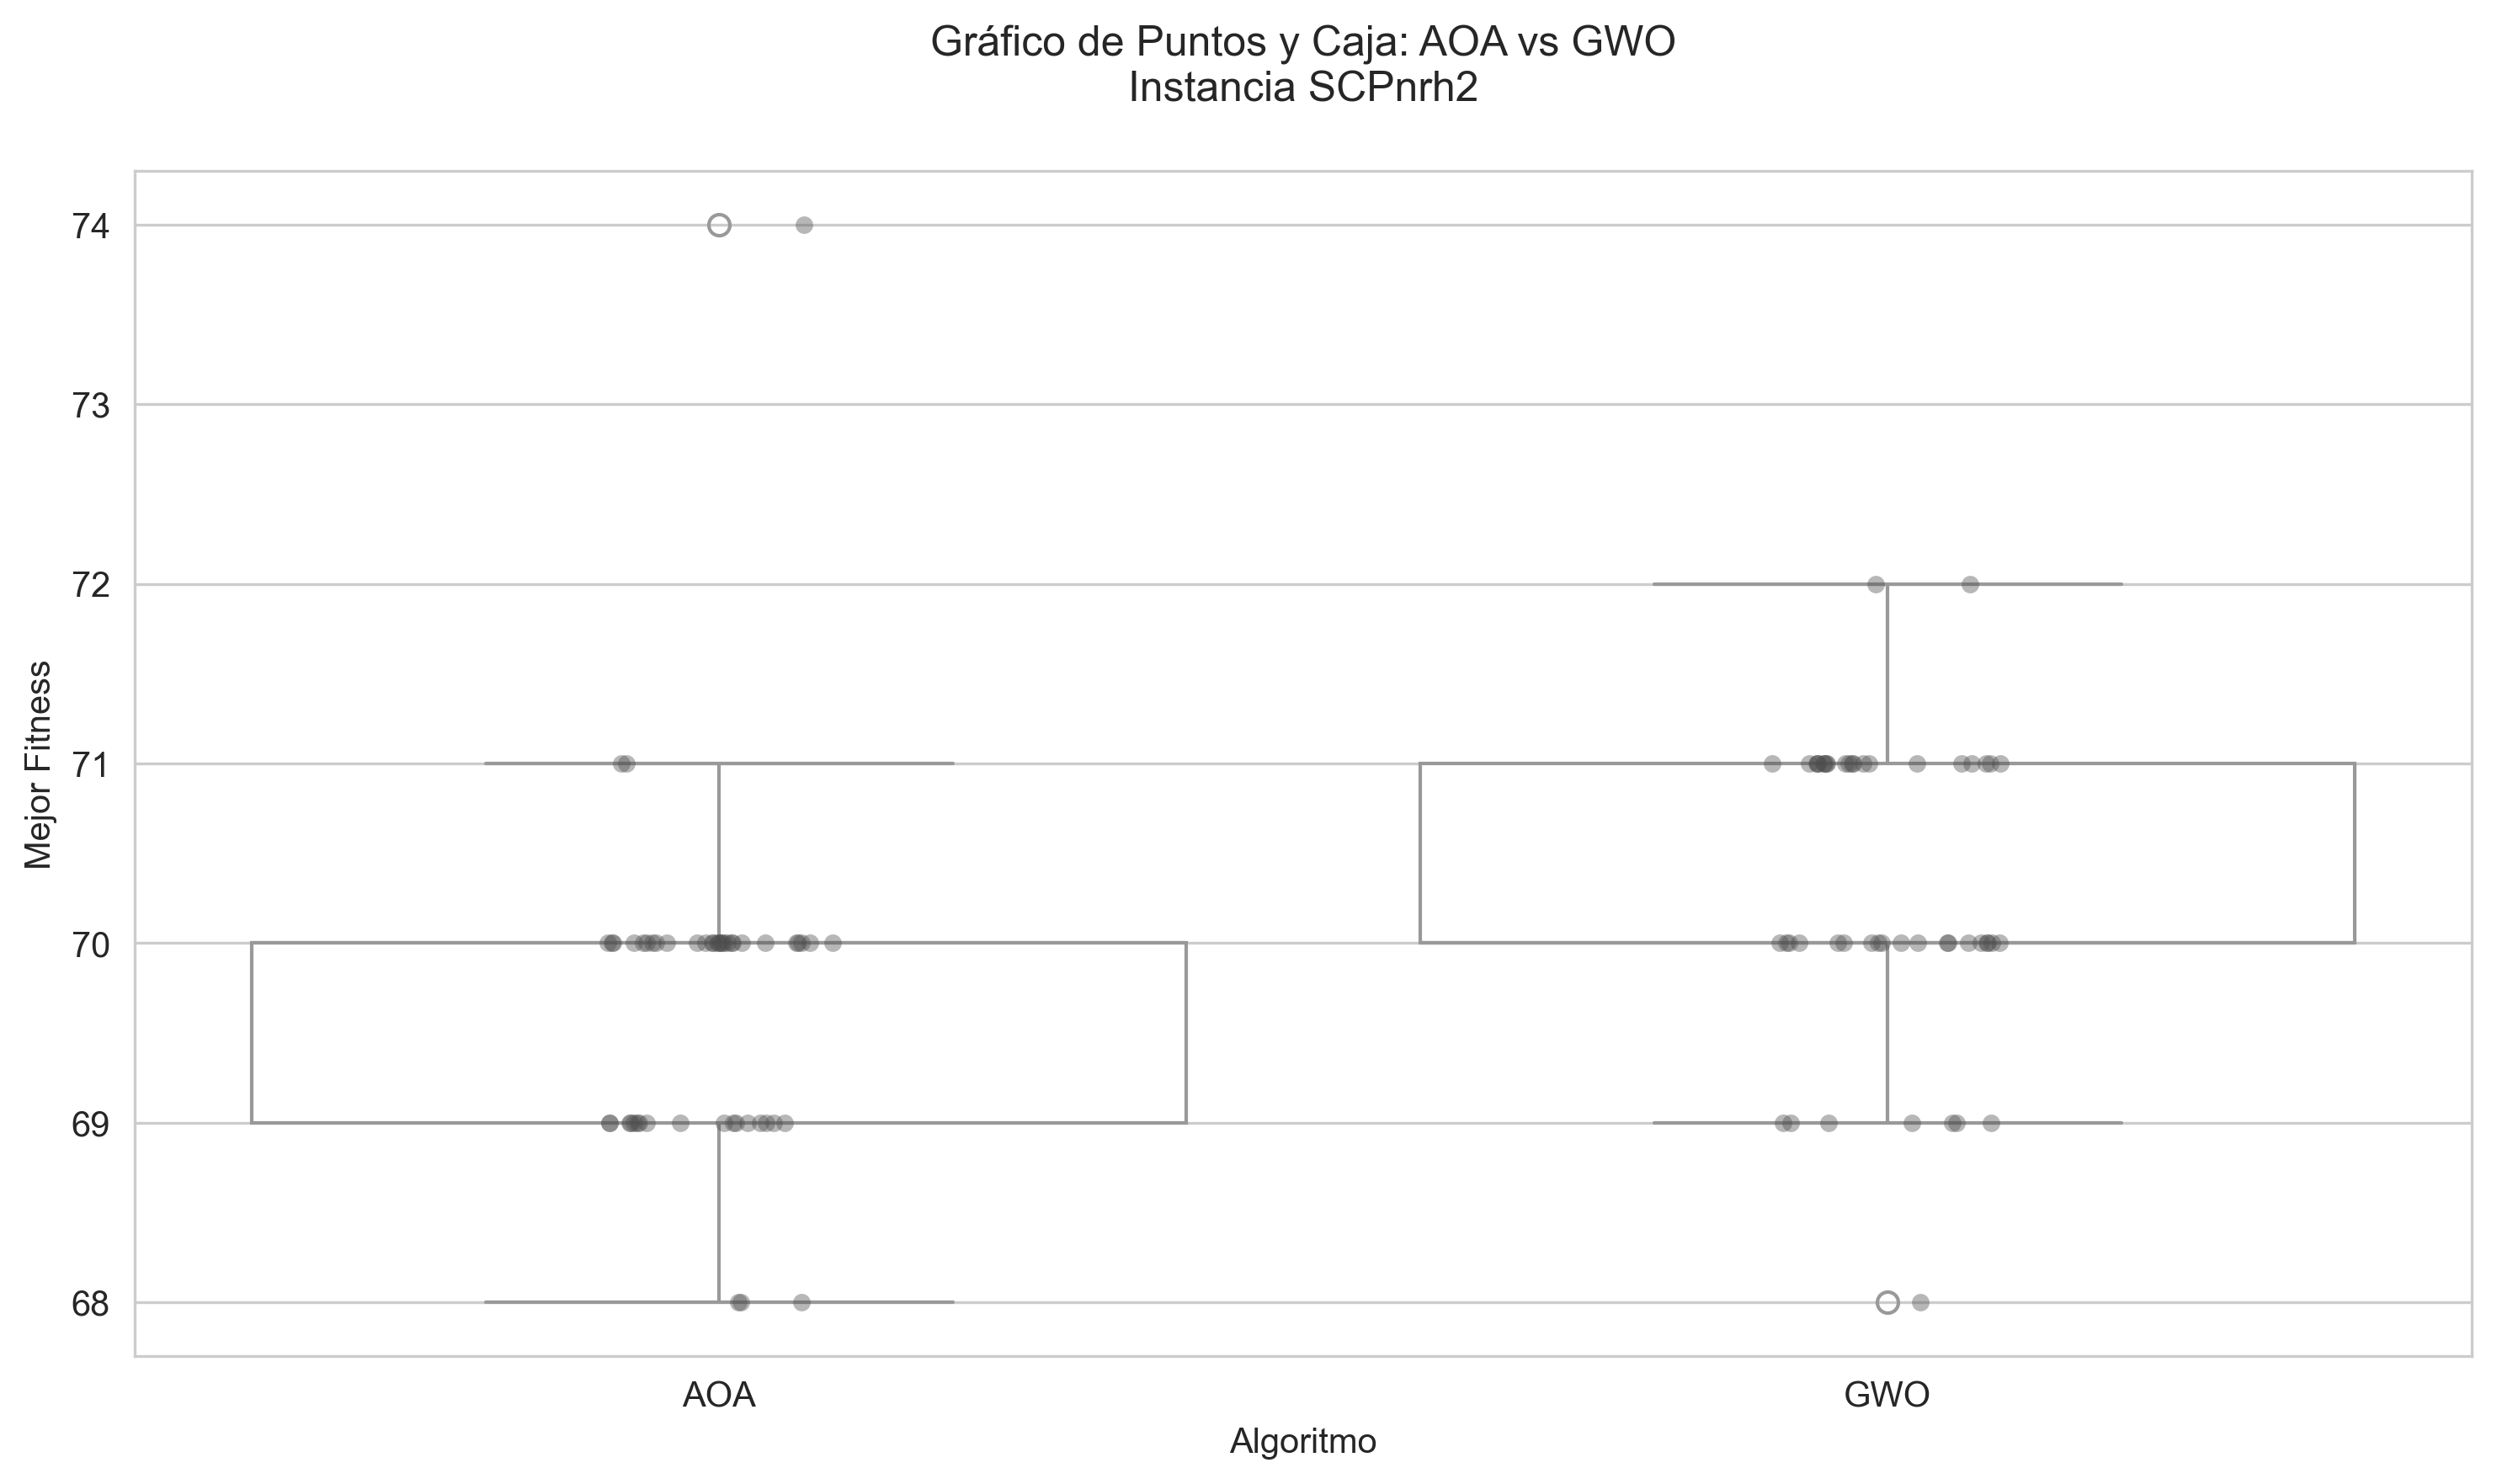 Gráfico de Puntos y Caja: AOA vs GWO
Instancia SCPnrh2
74
73
72
71
70
69
68
Mejor Fitness
AOA
GWO
Algoritmo